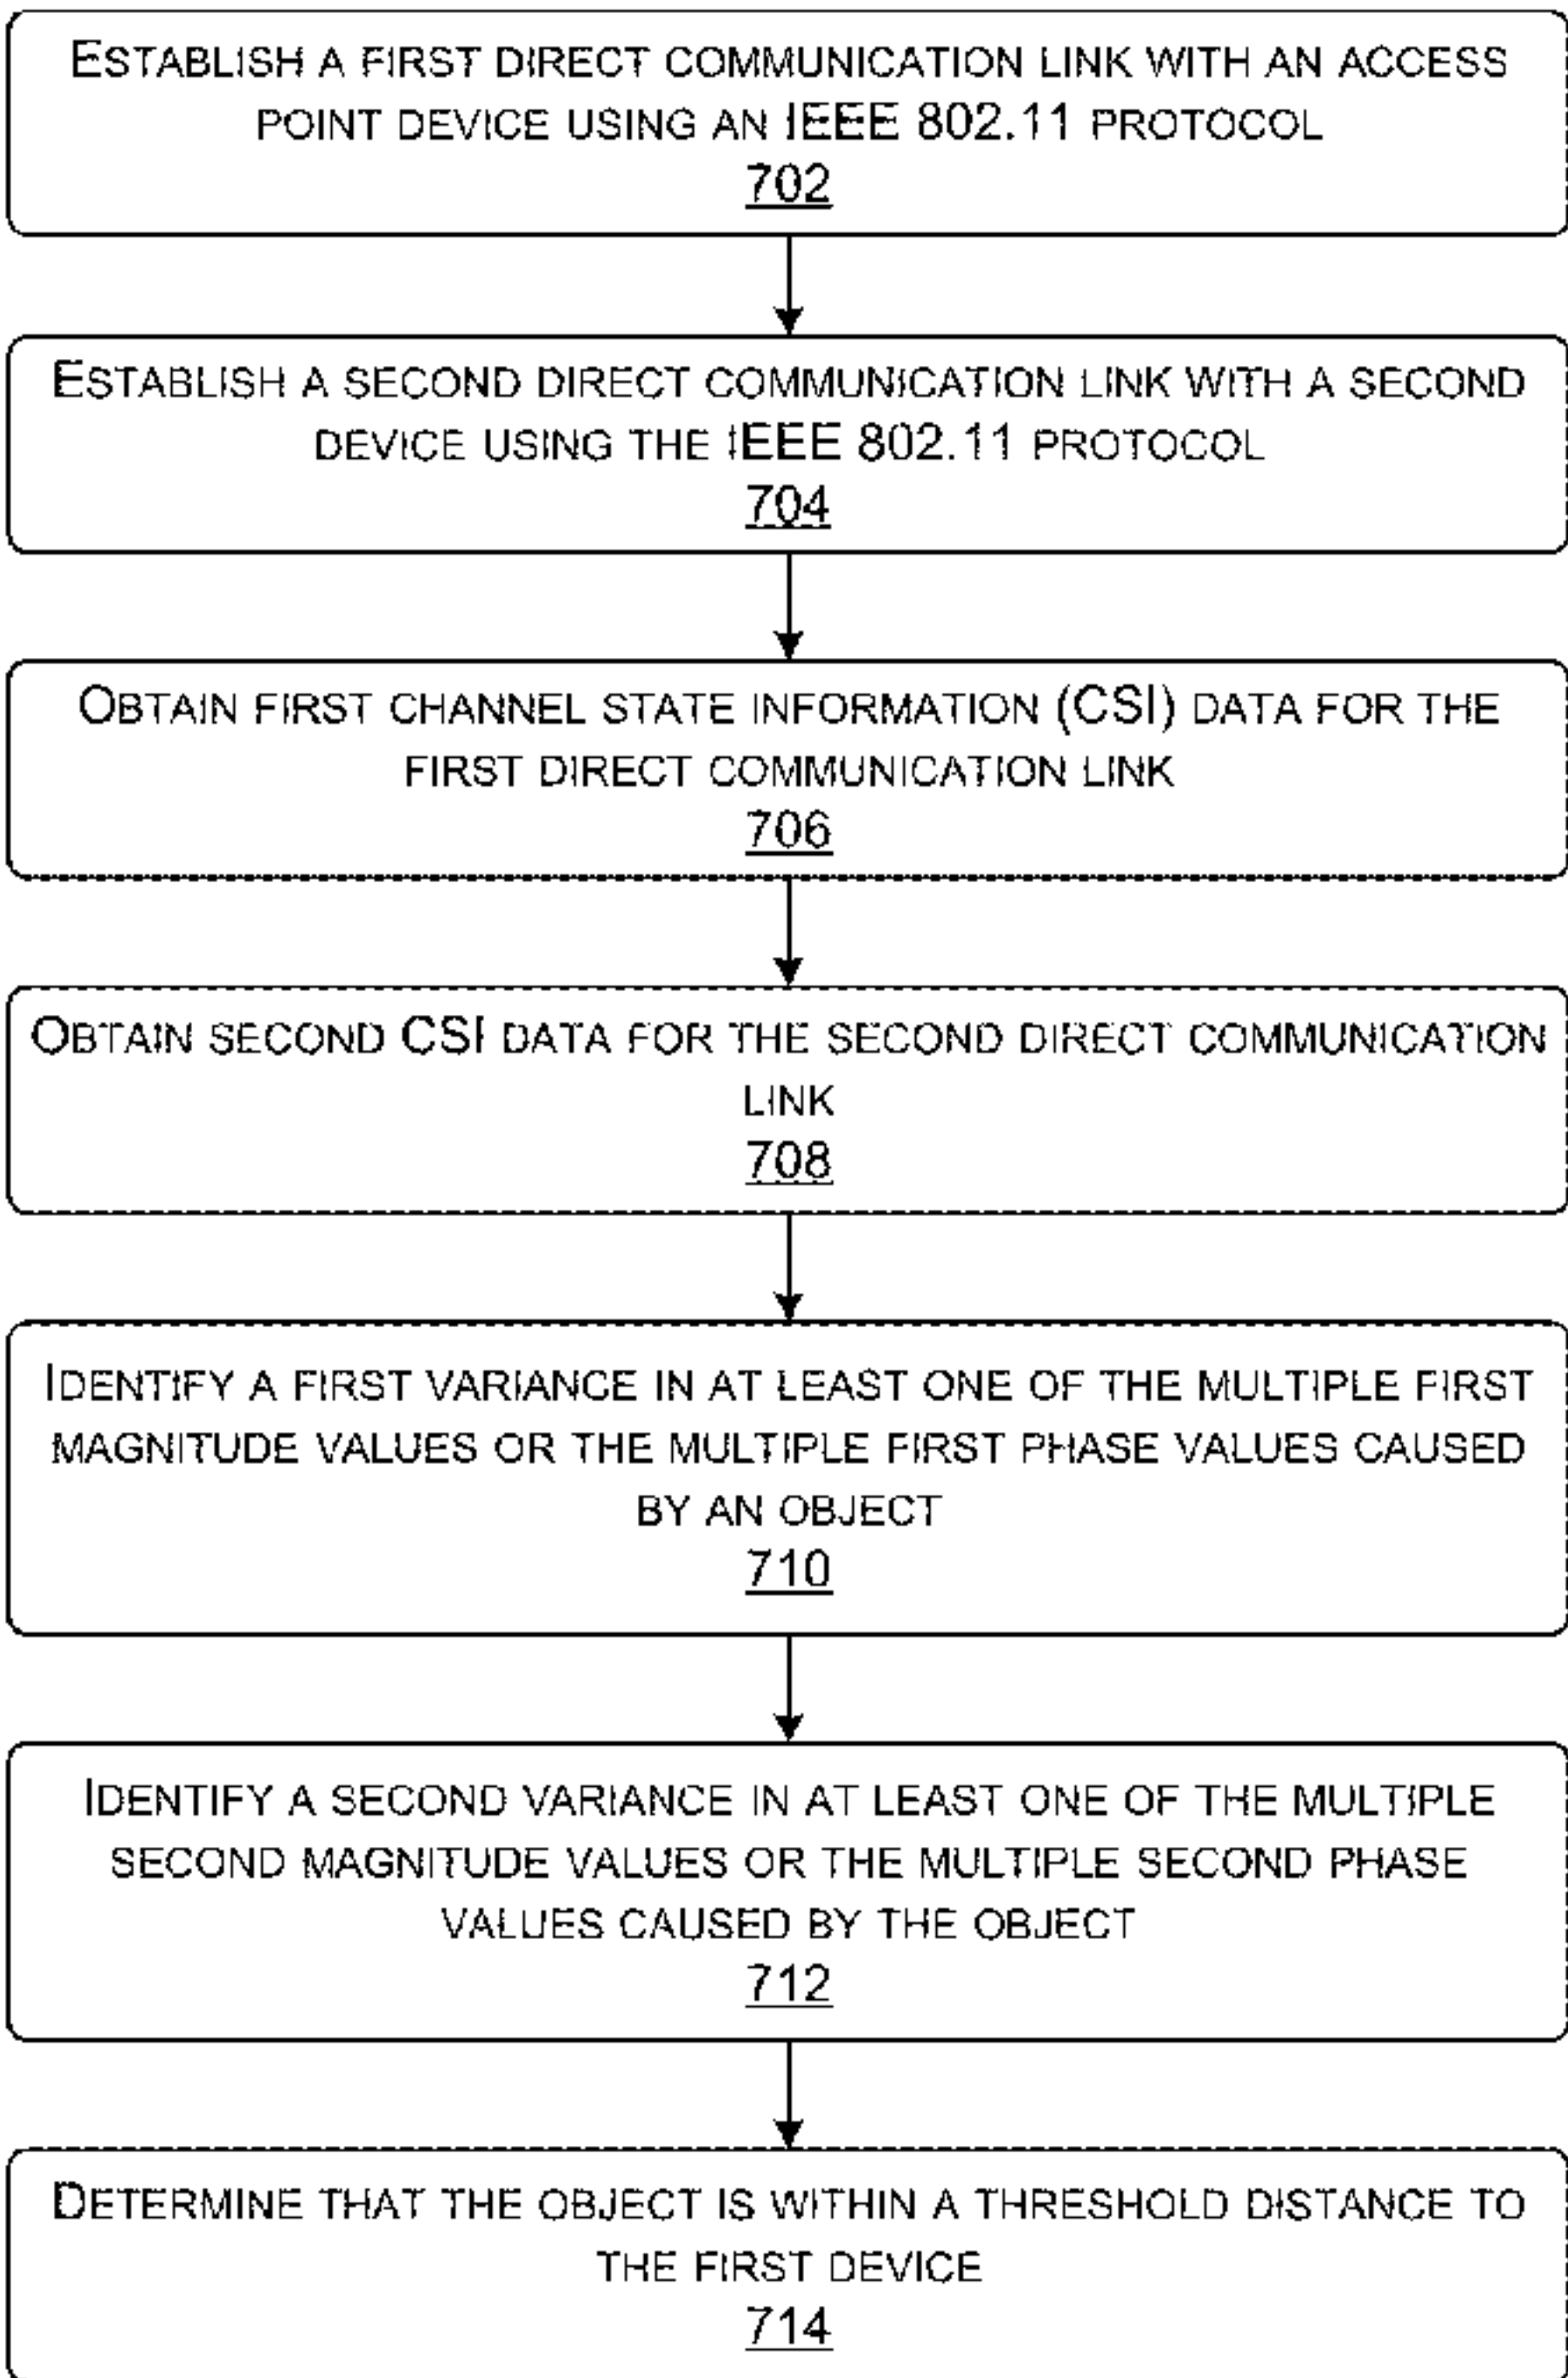 ESTABLISH A FIRST DIRECT COMMUNICATION LINK WITH AN ACCESS
POINT DEVICE USING AN IEEE 802.11 PROTOCOL
702
ESTABLISH A SECOND DIRECT COMMUNICATION LINK WITH A SECOND
DEVICE USING THE IEEE 802.11 PROTOCOL
704
OBTAIN FIRST CHANNEL STATE INFORMATION (CSI) DATA FOR THE
FIRST DIRECT COMMUNICATION LINK
706
OBTAIN SECOND CSI DATA FOR THE SECOND DIRECT COMMUNICATION
LINK
708
IDENTIFY A FIRST VARIANCE IN AT LEAST ONE OF THE MULTIPLE FIRST
MAGNITUDE VALUES OR THE MULTIPLE FIRST PHASE VALUES CAUSED
BY AN OBJECT
710
IDENTIFY A SECOND VARIANCE IN AT LEAST ONE OF THE MULTIPLE
SECOND MAGNITUDE VALUES OR THE MULTIPLE SECOND PHASE
VALUES CAUSED BY THE OBJECT
712
DETERMINE THAT THE OBJECT IS WITHIN A THRESHOLD DISTANCE TO
THE FIRST DEVICE
714